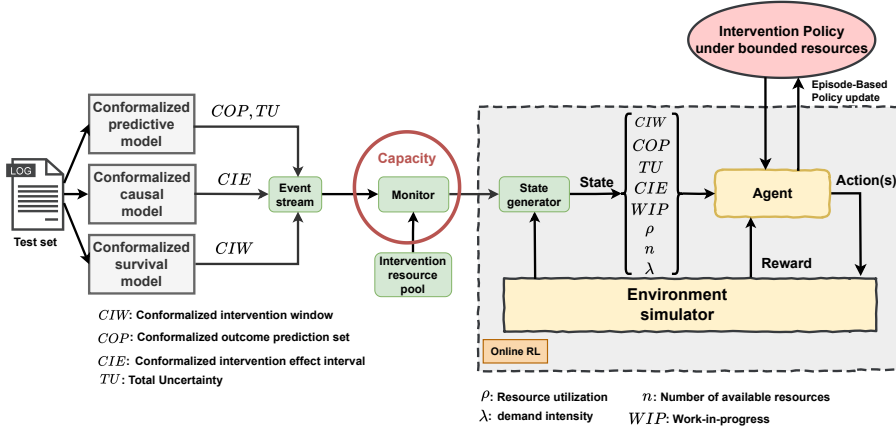 LOG
Test set
Conformalized
predictive
model
Conformalized
causal
model
Conformalized
survival
model
COP, TU
CIE
CIW
Event
stream
Capacity
Monitor
Intervention
resource
pool
State
generator
State
CIW
COP
TU
CIE
WIP
ρ
n
λ
Intervention Policy
under bounded resources
Episode-Based
Policy update
Agent
Action(s)
Reward
Environment
simulator
Online RL
CIW: Conformalized intervention window
COP: Conformalized outcome prediction set
CIE: Conformalized intervention effect interval
TU: Total Uncertainty
ρ: Resource utilization
n: Number of available resources
λ: demand intensity
WIP: Work-in-progress